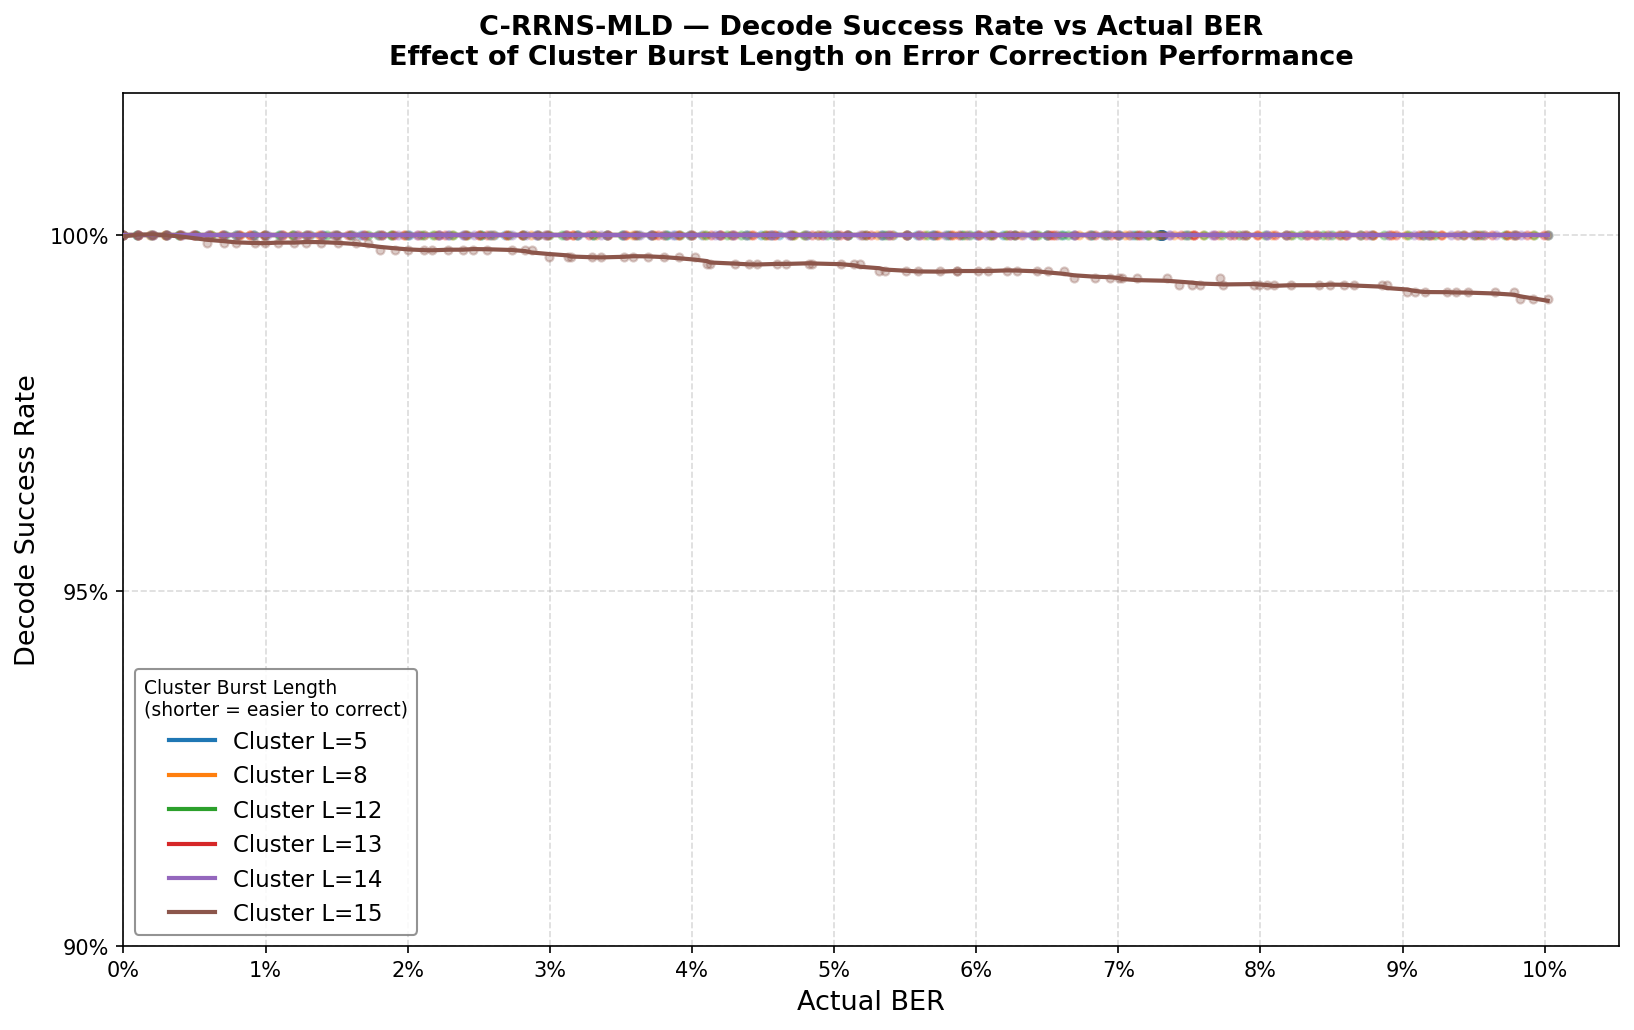 C-RRNS-MLD — Decode Success Rate vs Actual BER
Effect of Cluster Burst Length on Error Correction Performance
Decode Success Rate
100%
95%
90%
Cluster Burst Length
(shorter = easier to correct)
Cluster L=5
Cluster L=8
Cluster L=12
Cluster L=13
Cluster L=14
Cluster L=15
0% 1% 2% 3% 4% 5% 6% 7% 8% 9% 10%
Actual BER